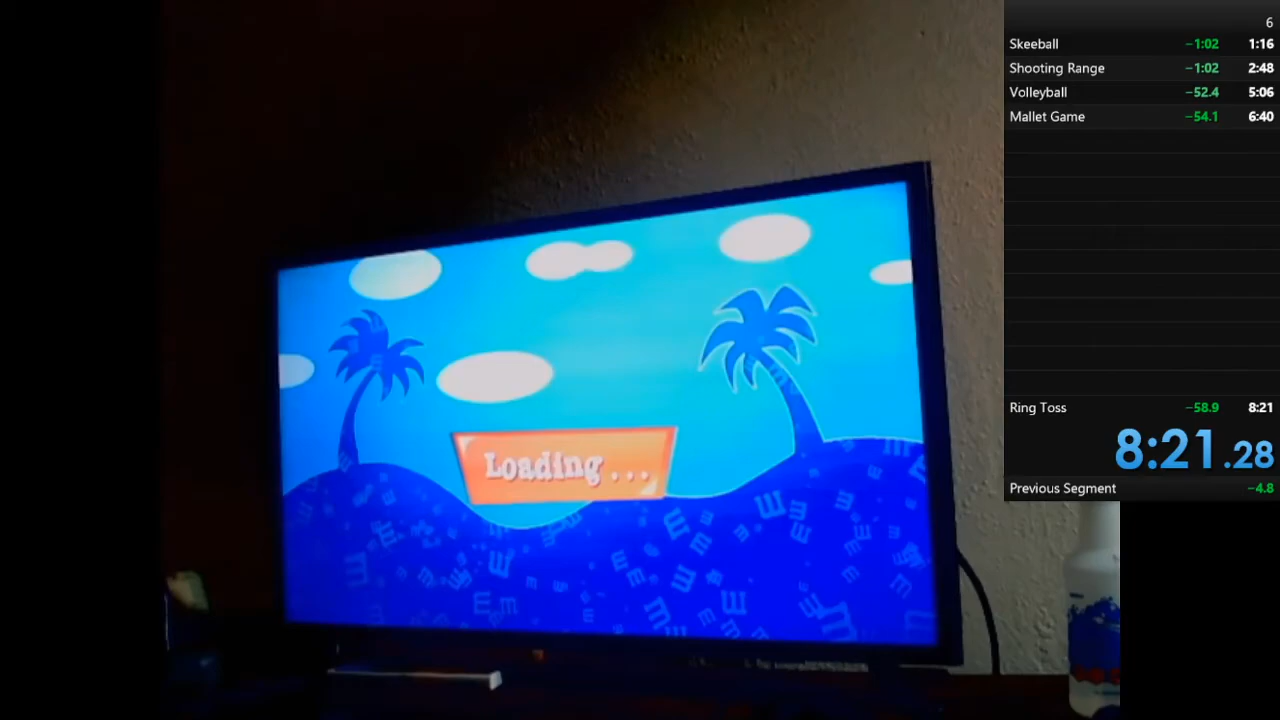 6
Skeeball −1:02 1:16
Shooting Range −1:02 2:48
Volleyball −52.4 5:06
Mallet Game −54.1 6:40
Ring Toss −58.9 8:21
8:21.28
Previous Segment −4.8
Loading...